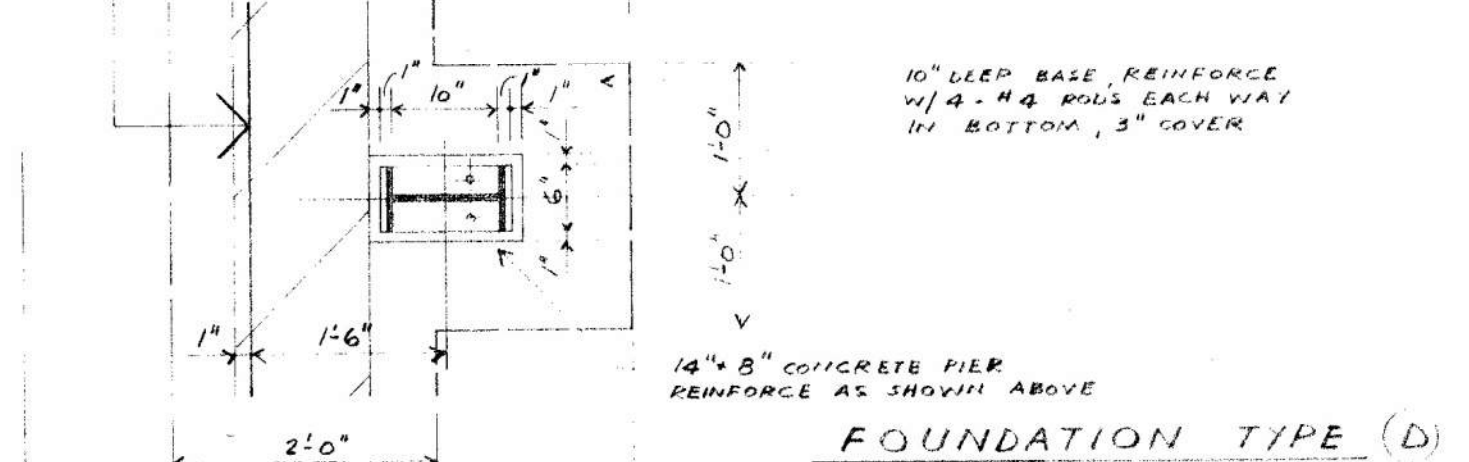 1" 1" 10" 1" 1"
10" DEEP BASE, REINFORCE
W/ 4 - #4 RODS EACH WAY
IN BOTTOM, 3" COVER
1'-0"
6"
1"
1'-0"
1" 1'-6"
14" x 8" CONCRETE PIER
REINFORCE AS SHOWN ABOVE
2'-0"
FOUNDATION TYPE (D)